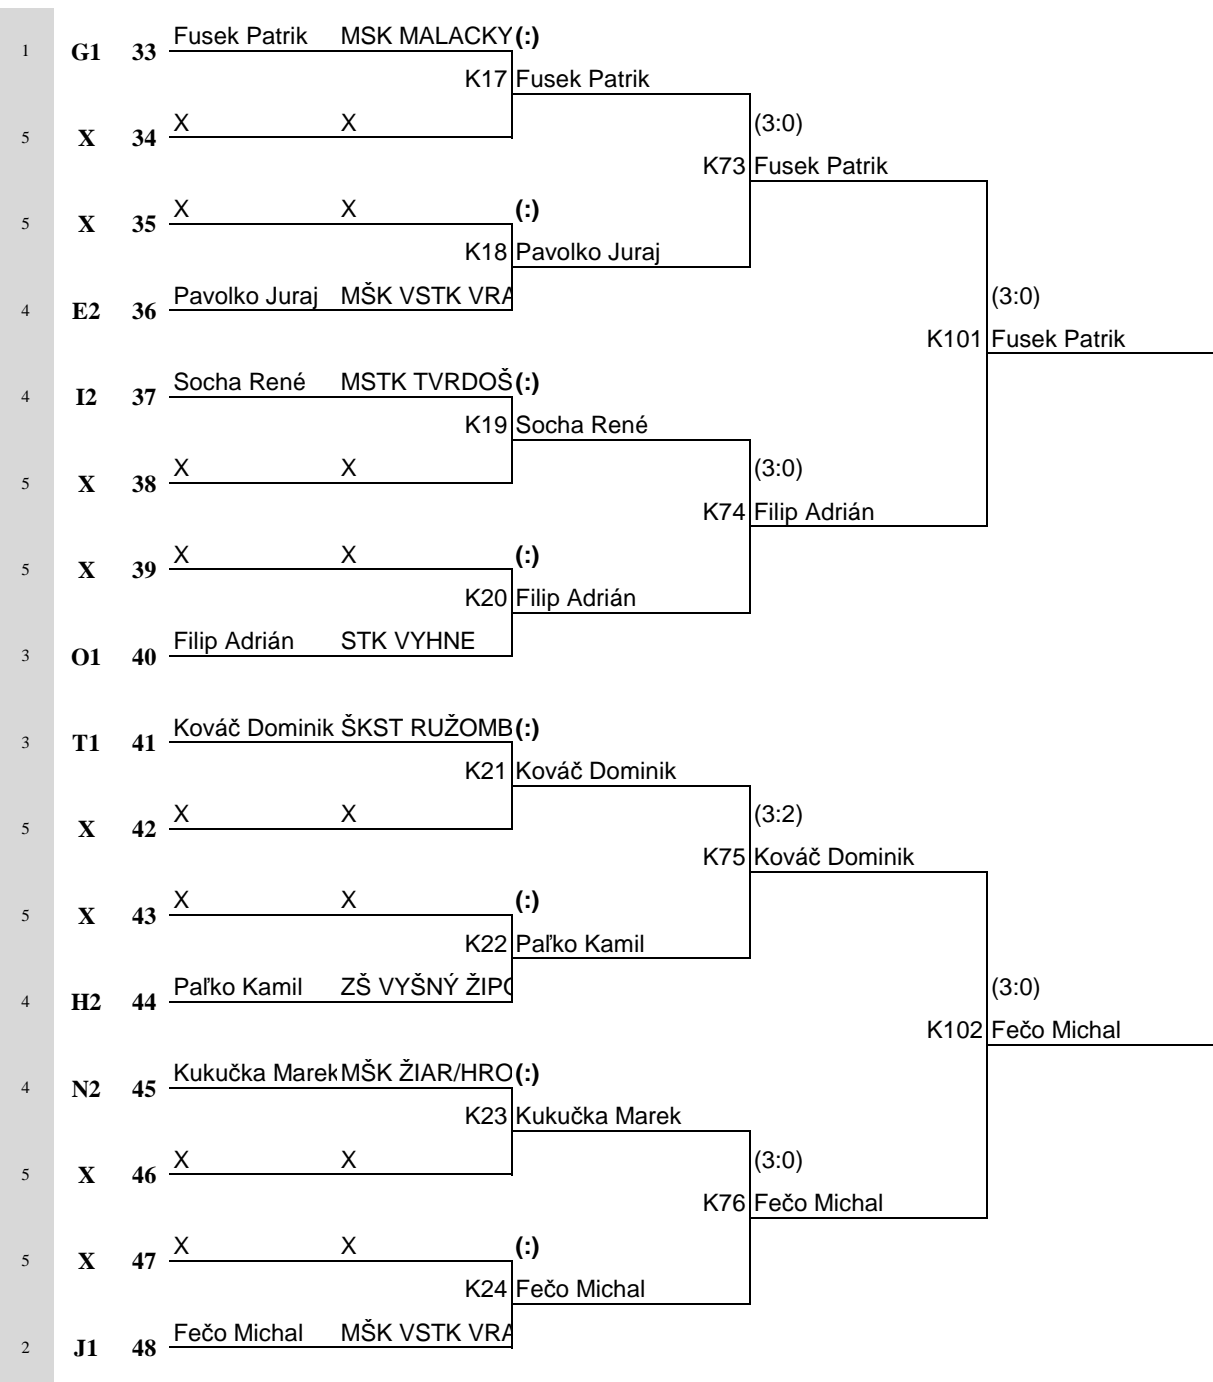 Fusek Patrik MSK MALACKY (:)
1 G1 33
K17 Fusek Patrik
X X (3:0)
5 X 34
K73 Fusek Patrik
X X (:)
5 X 35
K18 Pavolko Juraj
Pavolko Juraj MŠK VSTK VRA (3:0)
4 E2 36
K101 Fusek Patrik
Socha René MSTK TVRDOŠ (:)
4 I2 37
K19 Socha René
X X (3:0)
5 X 38
K74 Filip Adrián
X X (:)
5 X 39
K20 Filip Adrián
Filip Adrián STK VYHNE
3 O1 40
Kováč Dominik ŠKST RUŽOMB (:)
3 T1 41
K21 Kováč Dominik
X X (3:2)
5 X 42
K75 Kováč Dominik
X X (:)
5 X 43
K22 Paľko Kamil
Paľko Kamil ZŠ VYŠNÝ ŽIPO (3:0)
4 H2 44
K102 Fečo Michal
Kukučka Marek MŠK ŽIAR/HRO (:)
4 N2 45
K23 Kukučka Marek
X X (3:0)
5 X 46
K76 Fečo Michal
X X (:)
5 X 47
K24 Fečo Michal
Fečo Michal MŠK VSTK VRA
2 J1 48